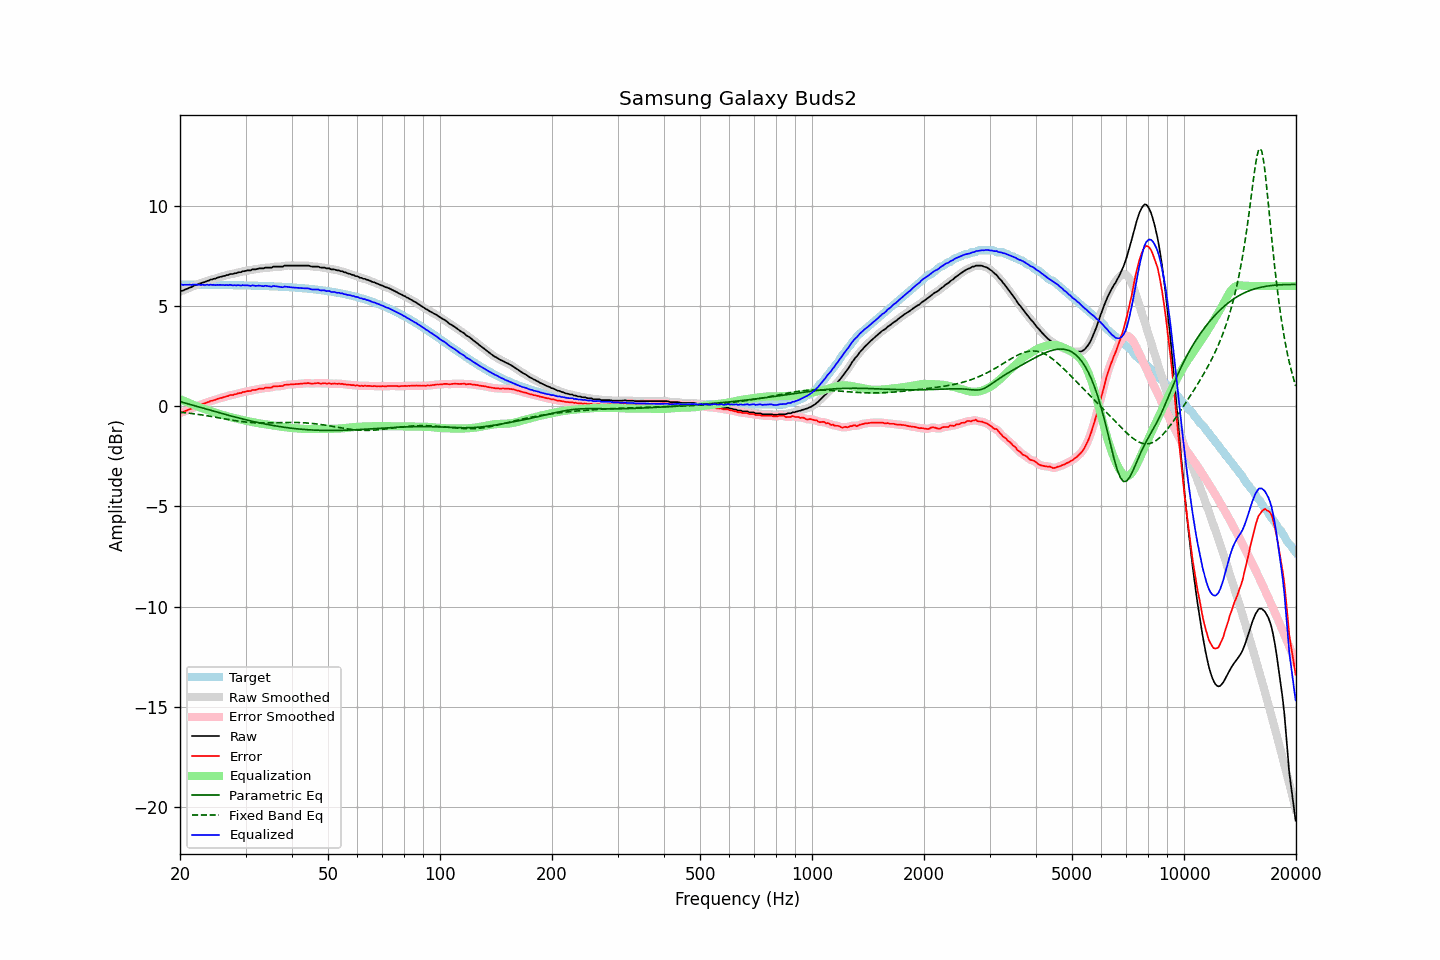 Samsung Galaxy Buds2
Amplitude (dBr)
10
5
0
−5
−10
−15
−20
Target
Raw Smoothed
Error Smoothed
Raw
Error
Equalization
Parametric Eq
Fixed Band Eq
Equalized
20 50 100 200 500 1000 2000 5000 10000 20000
Frequency (Hz)